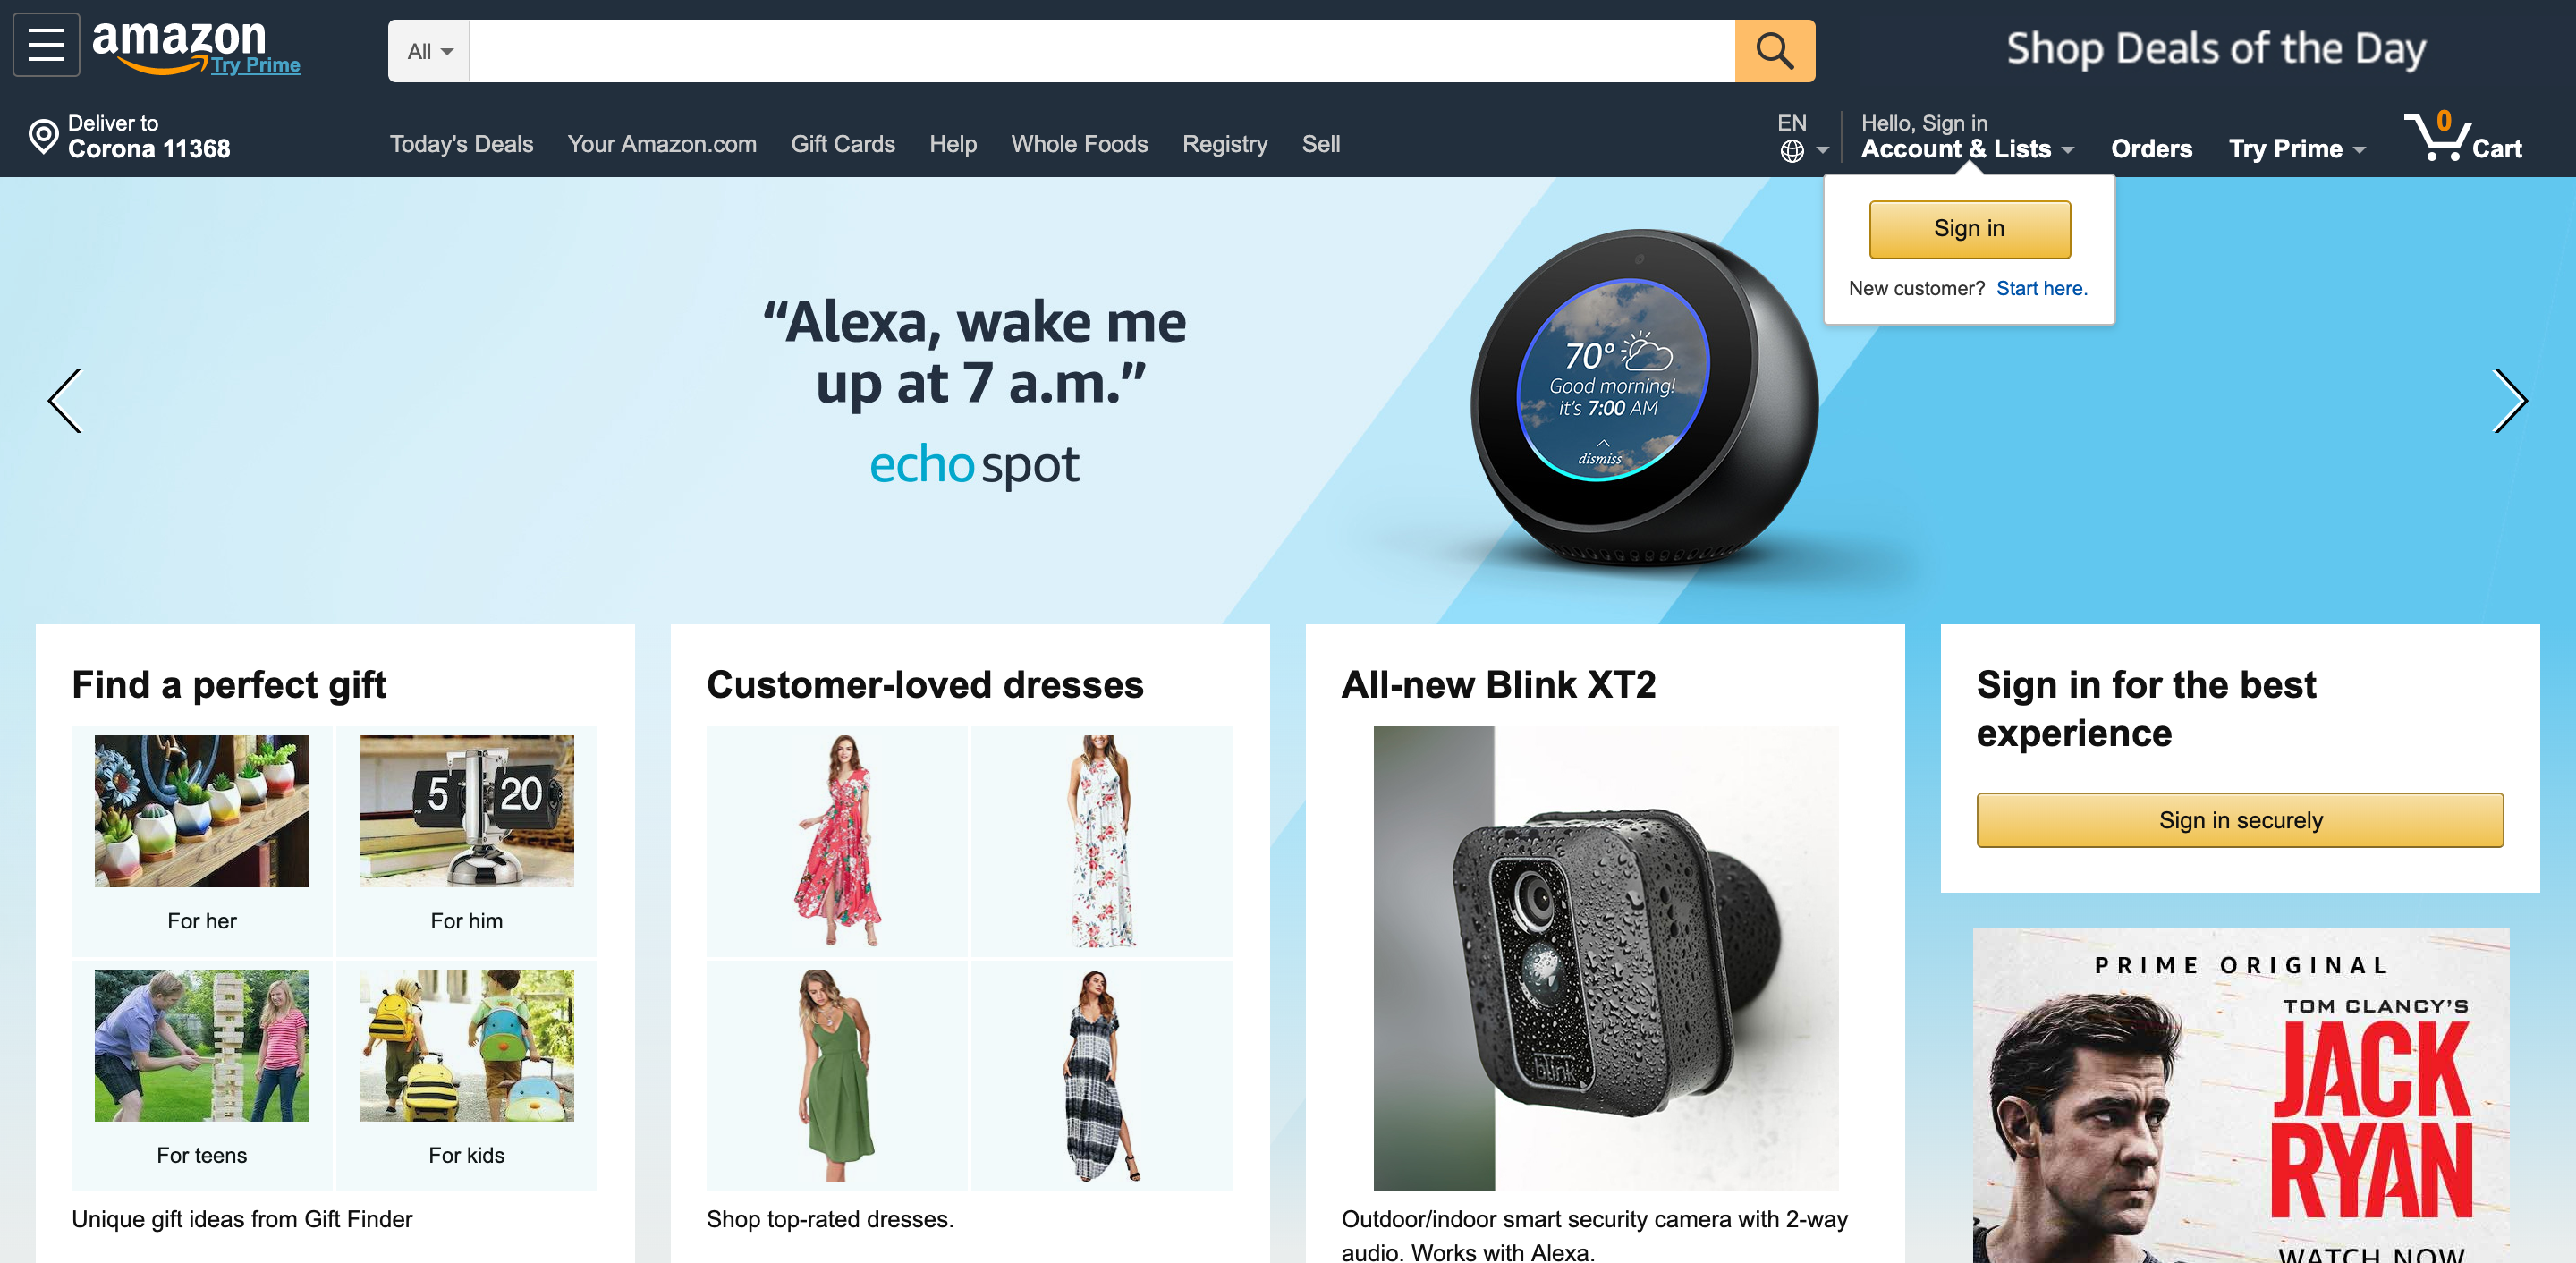 amazon
Try Prime
All
Shop Deals of the Day
Deliver to
Corona 11368
Today's Deals
Your Amazon.com
Gift Cards
Help
Whole Foods
Registry
Sell
EN
Hello, Sign in
Account & Lists
Orders
Try Prime
0
Cart
Sign in
New customer? Start here.
“Alexa, wake me
up at 7 a.m.”
echo spot
70°
Good morning!
it's 7:00 AM
dismiss
Find a perfect gift
5
20
For her
For him
For teens
For kids
Unique gift ideas from Gift Finder
Customer-loved dresses
Shop top-rated dresses.
All-new Blink XT2
blink
Outdoor/indoor smart security camera with 2-way
audio. Works with Alexa.
Sign in for the best
experience
Sign in securely
PRIME ORIGINAL
TOM CLANCY'S
JACK
RYAN
WATCH NOW